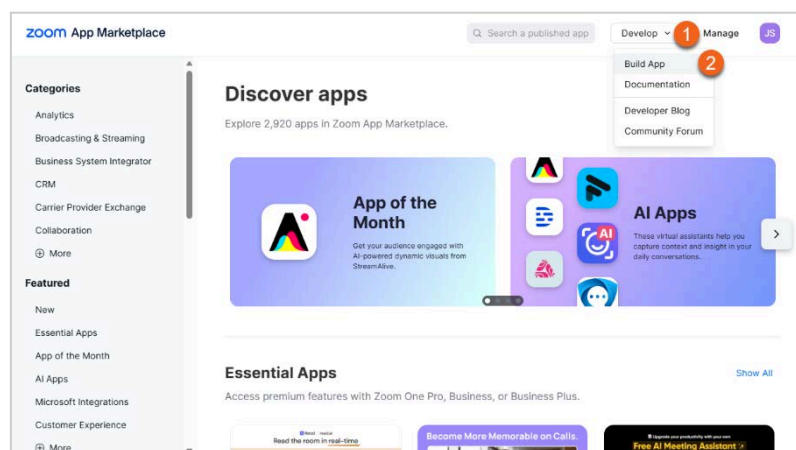 zoom App Marketplace
Search a published app
Develop
1
Manage
JS
Build App
2
Documentation
Developer Blog
Community Forum
Categories
Analytics
Broadcasting & Streaming
Business System Integrator
CRM
Carrier Provider Exchange
Collaboration
More
Featured
New
Essential Apps
App of the Month
AI Apps
Microsoft Integrations
Customer Experience
More
Discover apps
Explore 2,920 apps in Zoom App Marketplace.
App of the
Month
Get your audience engaged with
AI-powered dynamic visuals from
StreamAlive.
AI
AI Apps
These virtual assistants help you
capture context and insight in your
daily conversations.
Essential Apps
Show All
Access premium features with Zoom One Pro, Business, or Business Plus.
Read the room in real-time
Become More Memorable on Calls.
Upgrade your productivity with your own
Free AI Meeting Assistant